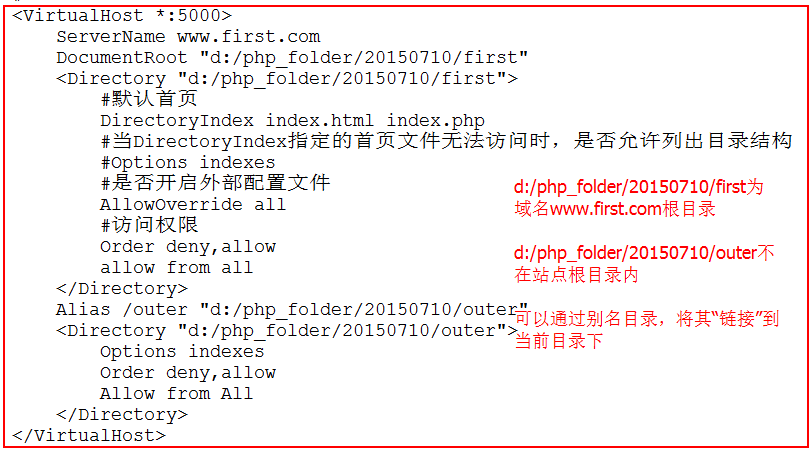 <VirtualHost *:5000>
ServerName www.first.com
DocumentRoot "d:/php_folder/20150710/first"
<Directory "d:/php_folder/20150710/first">
#默认首页
DirectoryIndex index.html index.php
#当DirectoryIndex指定的首页文件无法访问时，是否允许列出目录结构
#Options indexes
#是否开启外部配置文件
AllowOverride all
#访问权限
Order deny,allow
allow from all
</Directory>
Alias /outer "d:/php_folder/20150710/outer"
<Directory "d:/php_folder/20150710/outer">
Options indexes
Order deny,allow
Allow from All
</Directory>
</VirtualHost>
d:/php_folder/20150710/first为
域名www.first.com根目录
d:/php_folder/20150710/outer不
在站点根目录内
可以通过别名目录，将其“链接”到
当前目录下